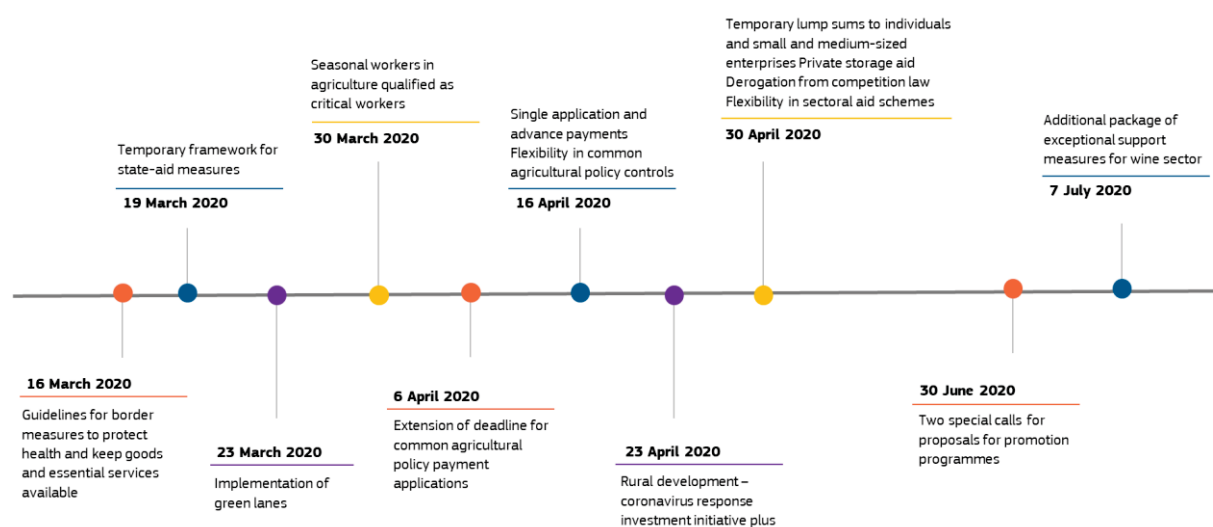 Temporary lump sums to individuals
and small and medium-sized
enterprises Private storage aid
Derogation from competition law
Flexibility in sectoral aid schemes
30 April 2020
Seasonal workers in
agriculture qualified as
critical workers
30 March 2020
Single application and
advance payments
Flexibility in common
agricultural policy controls
16 April 2020
Additional package of
exceptional support
measures for wine sector
7 July 2020
Temporary framework for
state-aid measures
19 March 2020
16 March 2020
Guidelines for border
measures to protect
health and keep goods
and essential services
available
23 March 2020
Implementation of
green lanes
6 April 2020
Extension of deadline for
common agricultural
policy payment
applications
23 April 2020
Rural development –
coronavirus response
investment initiative plus
30 June 2020
Two special calls for
proposals for promotion
programmes